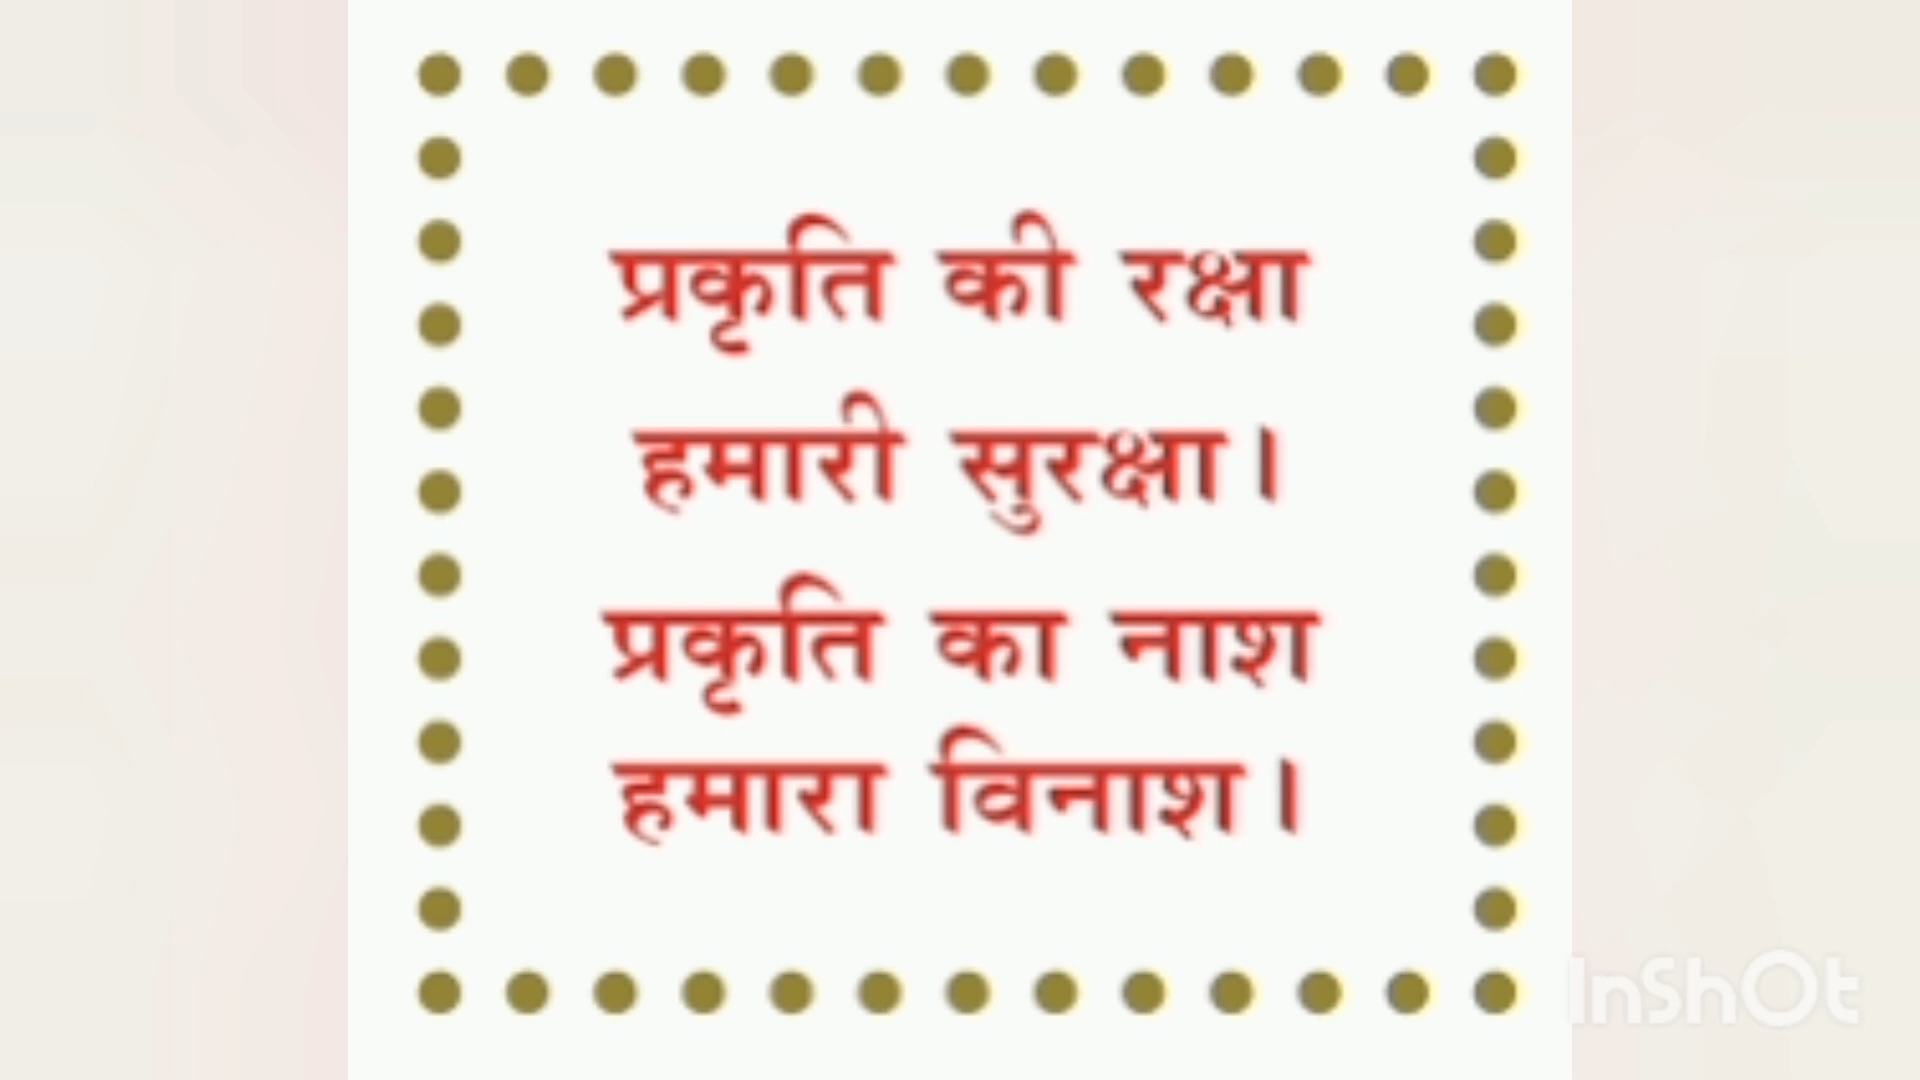 प्रकृति की रक्षा
हमारी सुरक्षा।
प्रकृति का नाश
हमारा विनाश।
InShOt